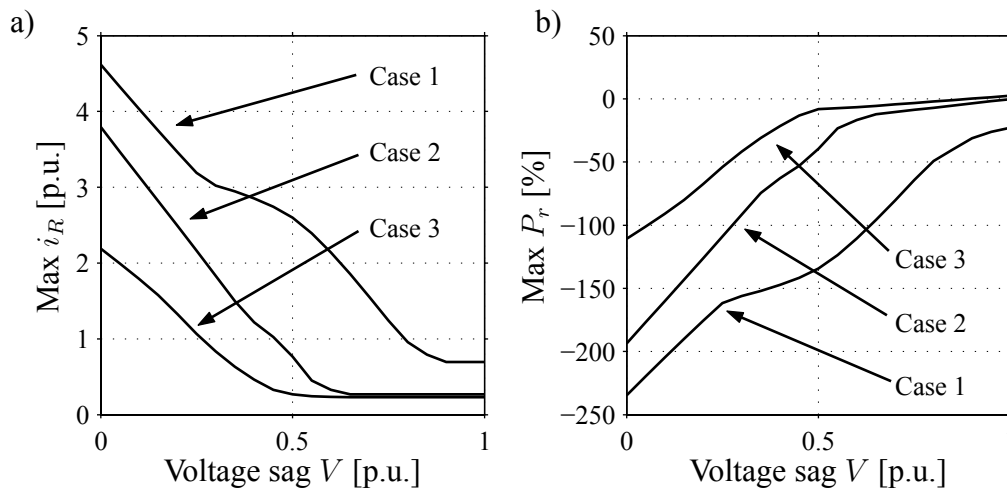 a)
Max i_R [p.u.]
5
4
3
2
1
0
0
0.5
1
Voltage sag V [p.u.]
Case 1
Case 2
Case 3
b)
Max P_r [%]
50
0
−50
−100
−150
−200
−250
0
0.5
Voltage sag V [p.u.]
Case 3
Case 2
Case 1